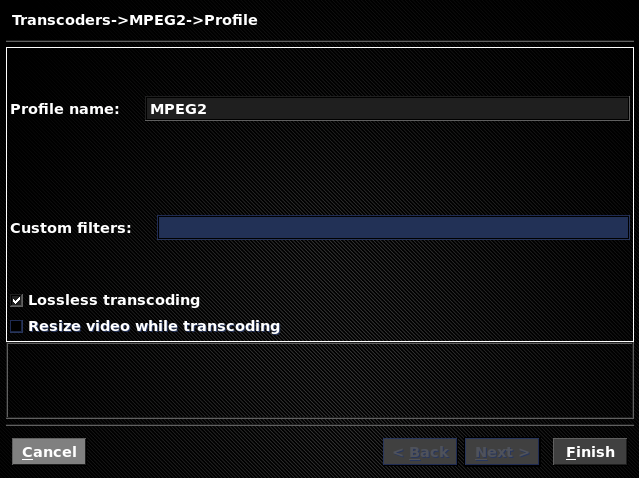 Transcoders->MPEG2->Profile
Profile name: MPEG2
Custom filters:
Lossless transcoding
Resize video while transcoding
Cancel < Back Next > Finish